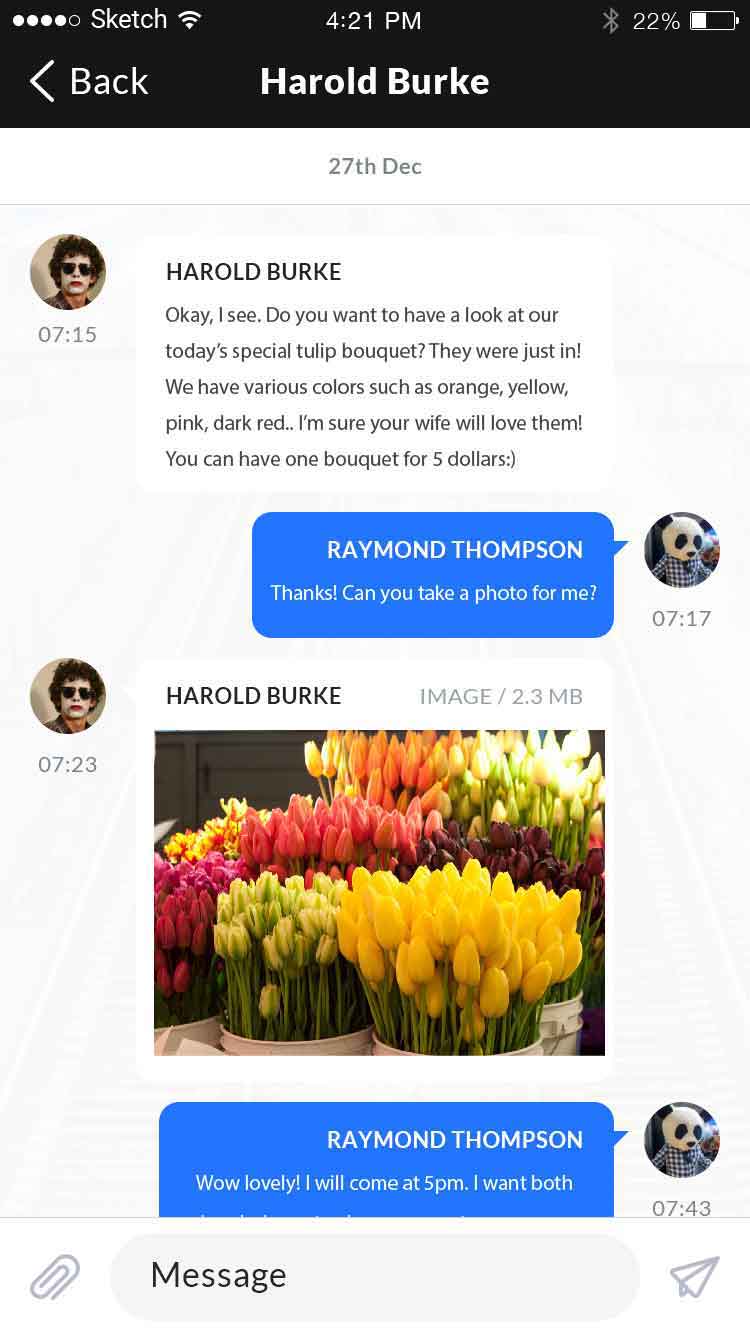 Sketch 4:21 PM 22%
Back Harold Burke
27th Dec
HAROLD BURKE
07:15
Okay, I see. Do you want to have a look at our
today's special tulip bouquet? They were just in!
We have various colors such as orange, yellow,
pink, dark red.. I'm sure your wife will love them!
You can have one bouquet for 5 dollars:)
RAYMOND THOMPSON
Thanks! Can you take a photo for me?
07:17
HAROLD BURKE IMAGE / 2.3 MB
07:23
RAYMOND THOMPSON
Wow lovely! I will come at 5pm. I want both
07:43
Message